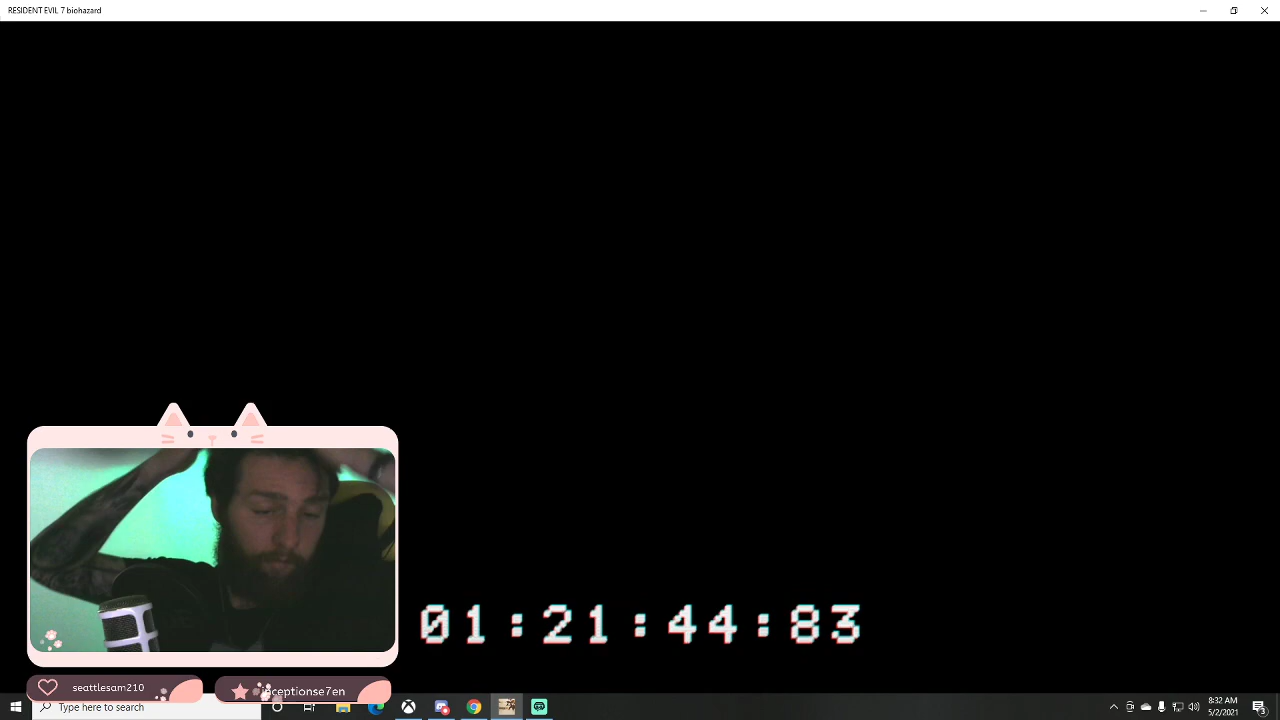 RESIDENT EVIL 7 biohazard
01:21:44:83
seattlesam210
Type here to search
8:32 AM
5/2/2021